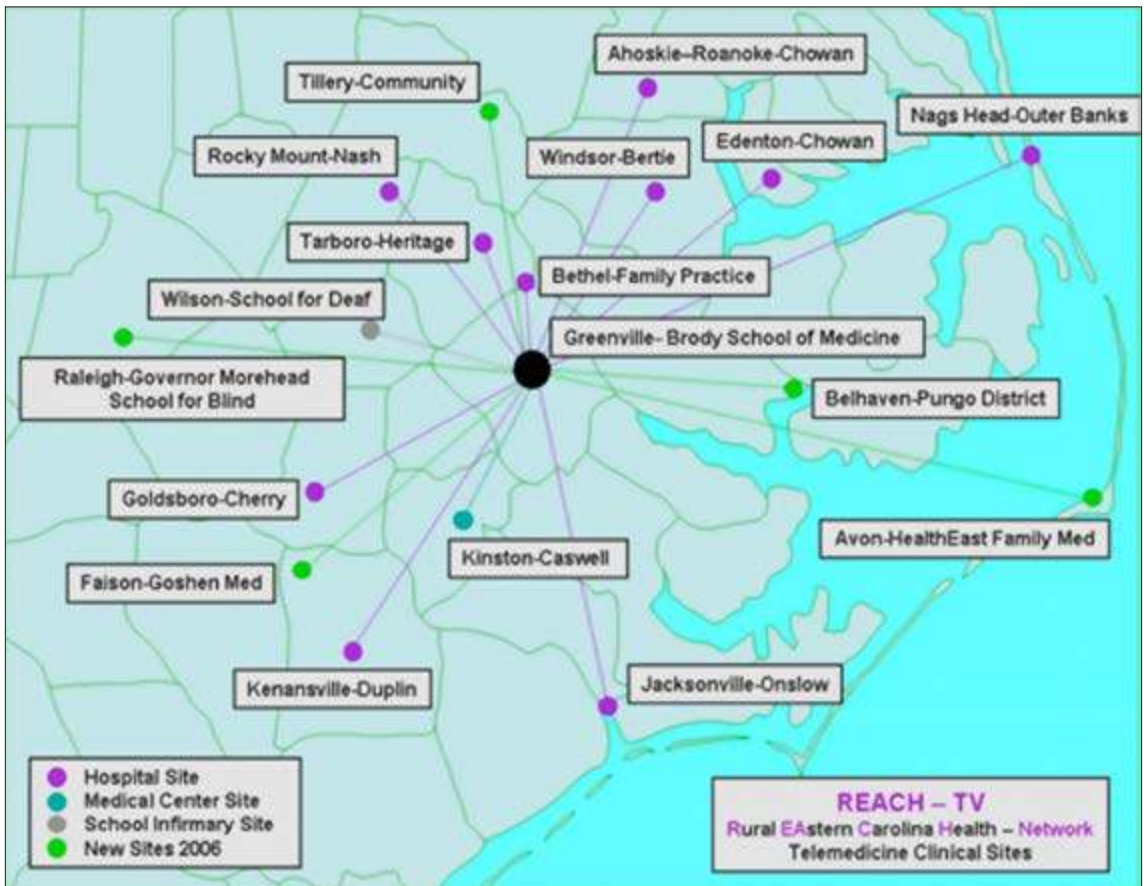 Ahoskie–Roanoke-Chowan
Tillery-Community
Nags Head-Outer Banks
Edenton-Chowan
Rocky Mount-Nash
Windsor-Bertie
Tarboro-Heritage
Bethel-Family Practice
Wilson-School for Deaf
Greenville- Brody School of Medicine
Raleigh-Governor Morehead
School for Blind
Belhaven-Pungo District
Goldsboro-Cherry
Avon-HealthEast Family Med
Kinston-Caswell
Faison-Goshen Med
Kenansville-Duplin
Jacksonville-Onslow
Hospital Site
Medical Center Site
School Infirmary Site
New Sites 2006
REACH – TV
Rural EAstern Carolina Health – Network
Telemedicine Clinical Sites